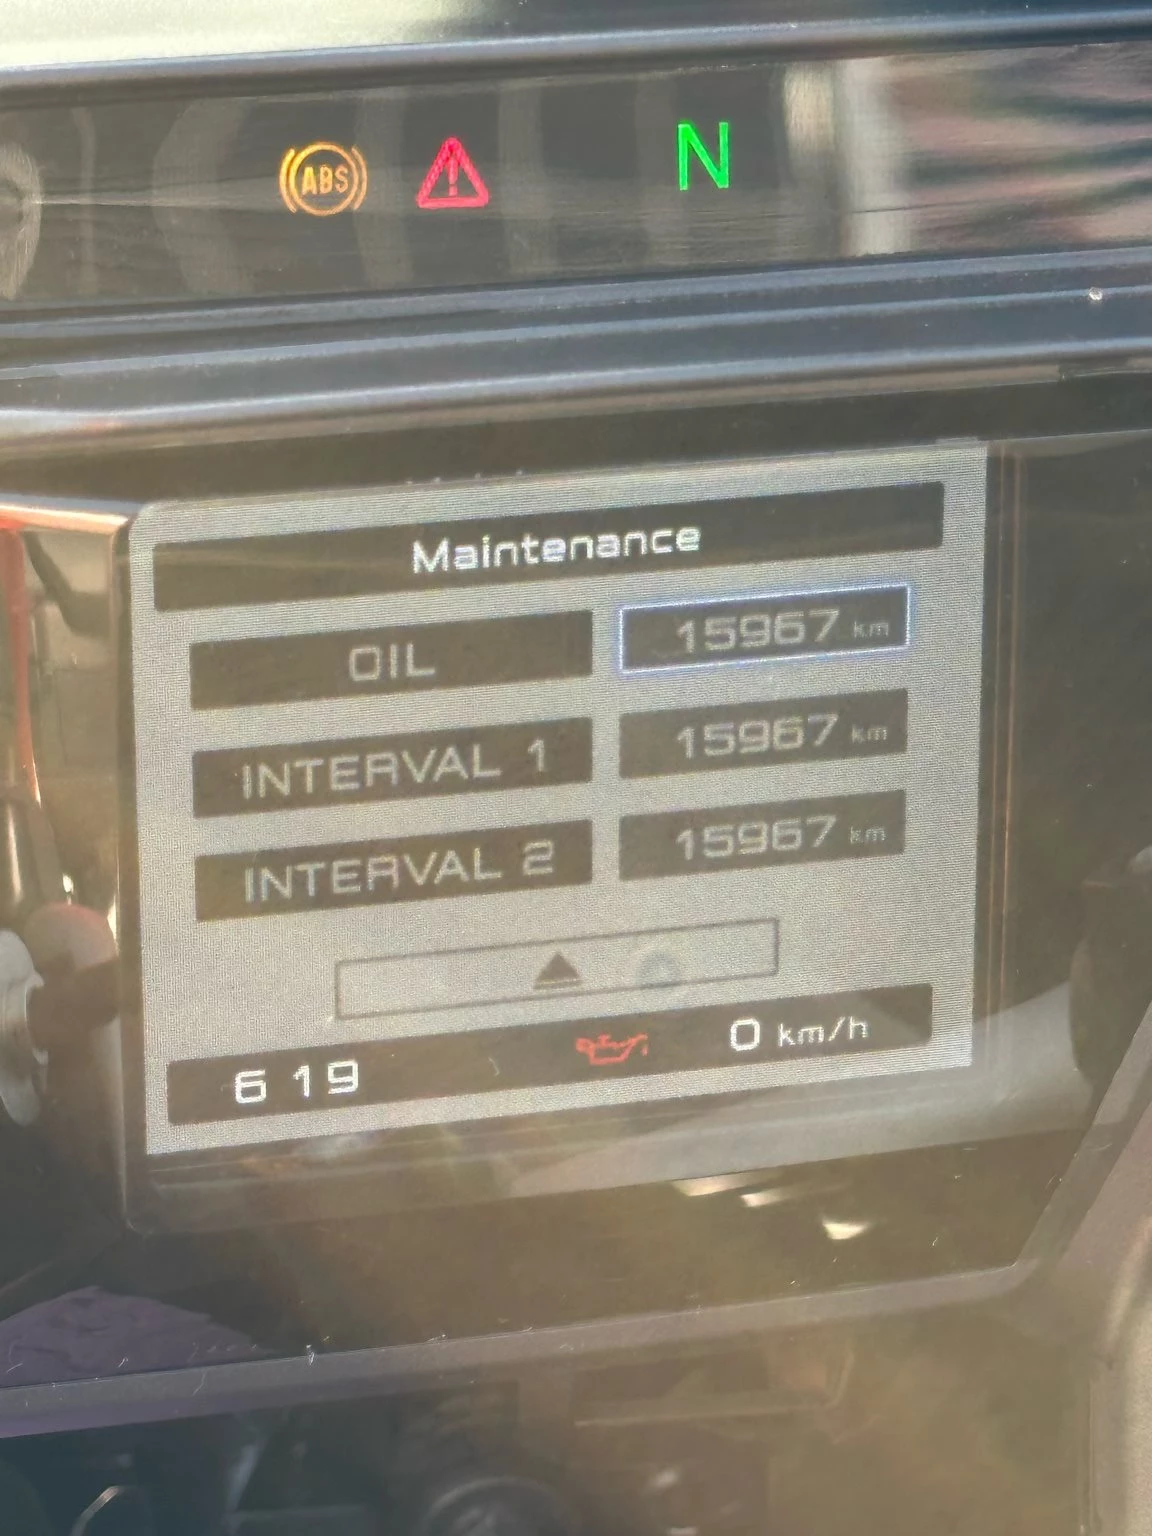 ABS N
Maintenance
OIL 15967 km
INTERVAL 1 15967 km
INTERVAL 2 15967 km
6 19 0 km/h